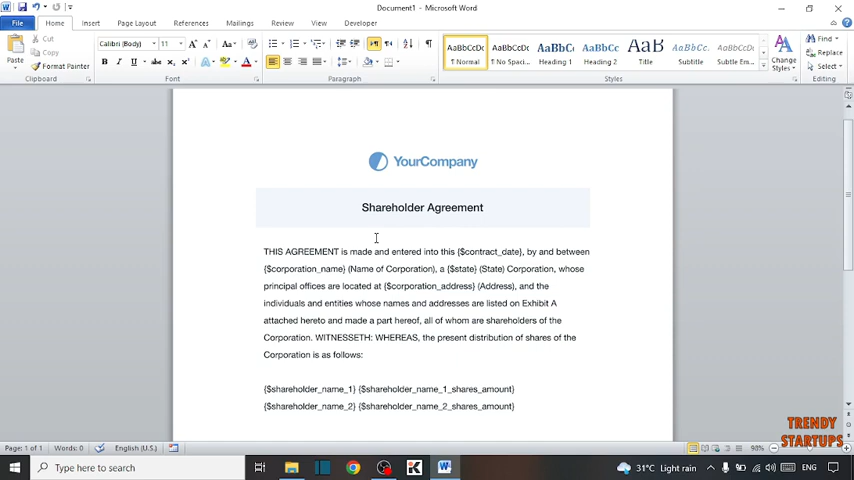 Document1 - Microsoft Word
File Home Insert Page Layout References Mailings Review View Developer
Paste
Cut
Copy
Format Painter
Clipboard
Calibri (Body) 11
Font
Paragraph
AaBbCcDc AaBbCcDc AaBbCc AaBbCc AaB AaBbCcI AaBbCcDc
¶ Normal ¶ No Spaci... Heading 1 Heading 2 Title Subtitle Subtle Em...
Change Styles
Styles
Find
Replace
Select
Editing
YourCompany
Shareholder Agreement
THIS AGREEMENT is made and entered into this {$contract_date}, by and between
{$corporation_name} (Name of Corporation), a {$state} (State) Corporation, whose
principal offices are located at {$corporation_address} (Address), and the
individuals and entities whose names and addresses are listed on Exhibit A
attached hereto and made a part hereof, all of whom are shareholders of the
Corporation. WITNESSETH: WHEREAS, the present distribution of shares of the
Corporation is as follows:
{$shareholder_name_1} {$shareholder_name_1_shares_amount}
{$shareholder_name_2} {$shareholder_name_2_shares_amount}
TRENDY
STARTUPS
Page: 1 of 1 Words: 0 English (U.S.) 98%
Type here to search
31°C Light rain
ENG